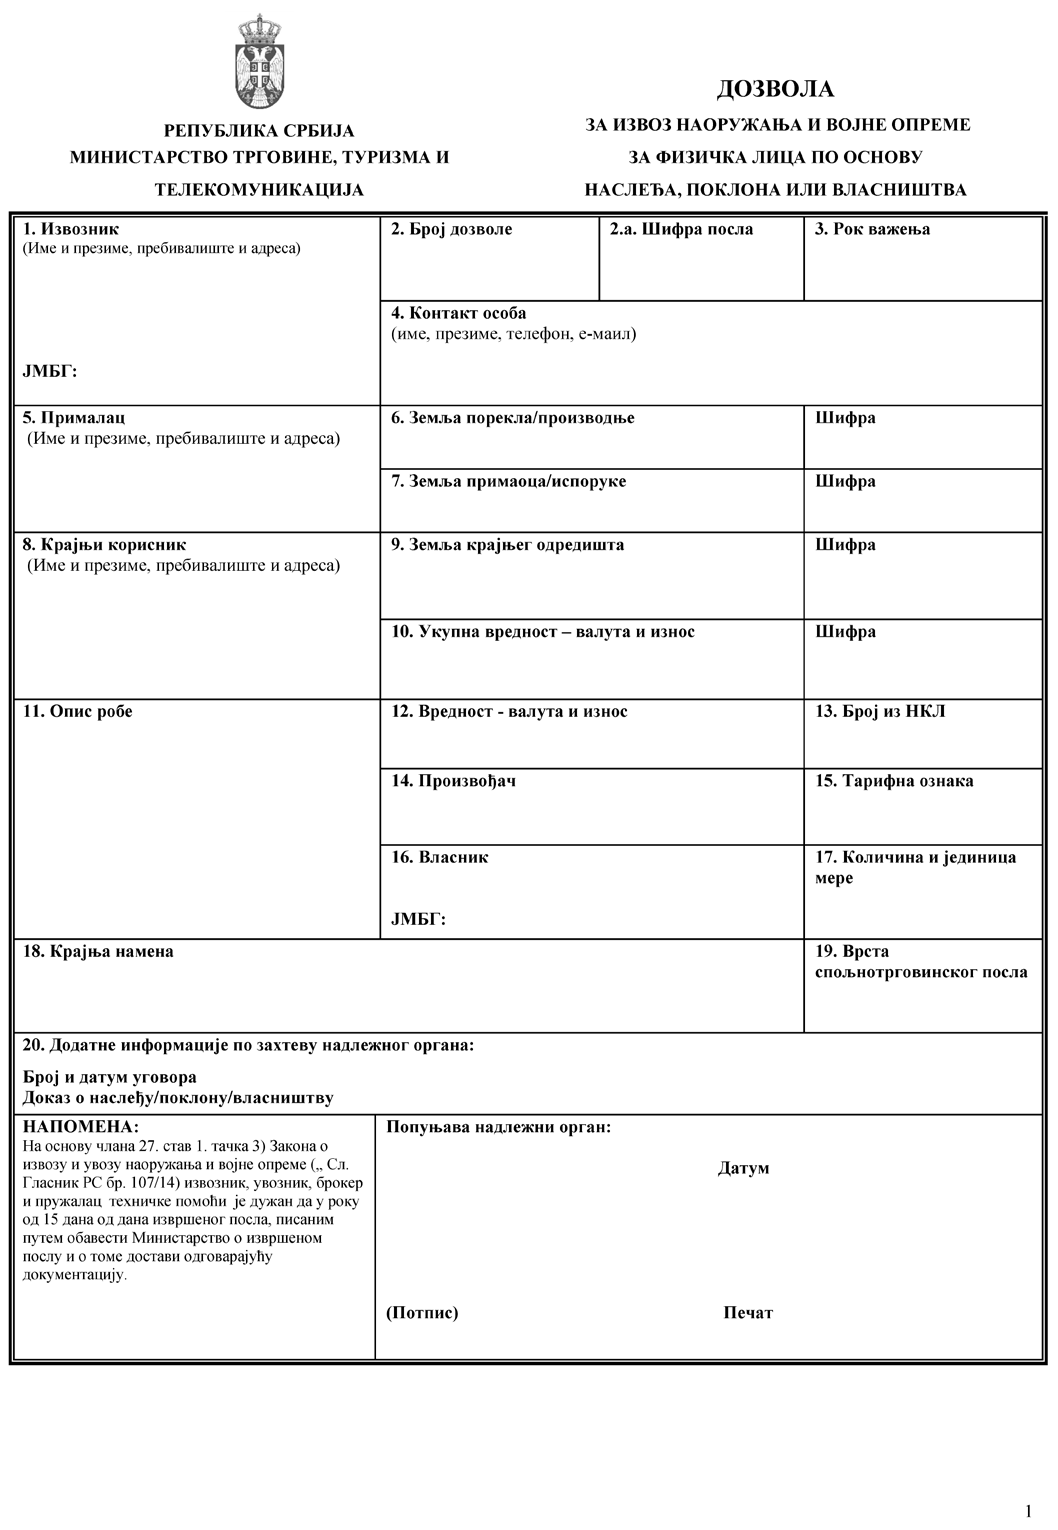 РЕПУБЛИКА СРБИЈА
МИНИСТАРСТВО ТРГОВИНЕ, ТУРИЗМА И
ТЕЛЕКОМУНИКАЦИЈА
ДОЗВОЛА
ЗА ИЗВОЗ НАОРУЖАЊА И ВОЈНЕ ОПРЕМЕ
ЗА ФИЗИЧКА ЛИЦА ПО ОСНОВУ
НАСЛЕЂА, ПОКЛОНА ИЛИ ВЛАСНИШТВА
1. Извозник
(Име и презиме, пребивалиште и адреса)
ЈМБГ:
2. Број дозволе
2.а. Шифра посла
3. Рок важења
4. Контакт особа
(име, презиме, телефон, е-маил)
5. Прималац
(Име и презиме, пребивалиште и адреса)
6. Земља порекла/производње
Шифра
7. Земља примаоца/испоруке
Шифра
8. Крајњи корисник
(Име и презиме, пребивалиште и адреса)
9. Земља крајњег одредишта
Шифра
10. Укупна вредност – валута и износ
Шифра
11. Опис робе
12. Вредност - валута и износ
13. Број из НКЛ
14. Произвођач
15. Тарифна ознака
16. Власник
ЈМБГ:
17. Количина и јединица
мере
18. Крајња намена
19. Врста
спољнотрговинског посла
20. Додатне информације по захтеву надлежног органа:
Број и датум уговора
Доказ о наслеђу/поклону/власништву
НАПОМЕНА:
На основу члана 27. став 1. тачка 3) Закона о
извозу и увозу наоружања и војне опреме („ Сл.
Гласник РС бр. 107/14) извозник, увозник, брокер
и пружалац техничке помоћи је дужан да у року
од 15 дана од дана извршеног посла, писаним
путем обавести Министарство о извршеном
послу и о томе достави одговарајућу
документацију.
Попуњава надлежни орган:
Датум
(Потпис)
Печат
1